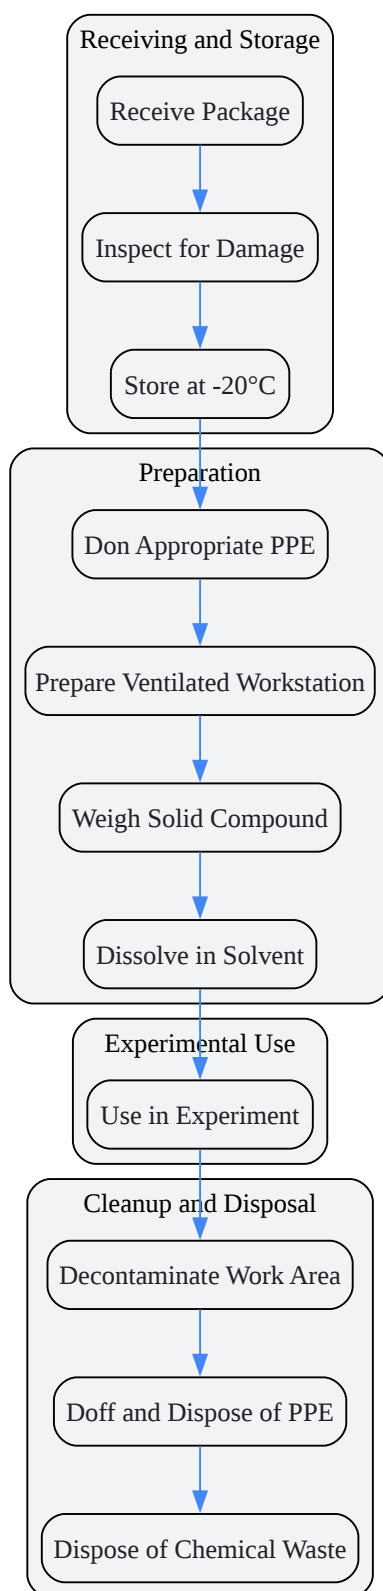 Receiving and Storage
Receive Package
Inspect for Damage
Store at -20°C
Preparation
Don Appropriate PPE
Prepare Ventilated Workstation
Weigh Solid Compound
Dissolve in Solvent
Experimental Use
Use in Experiment
Cleanup and Disposal
Decontaminate Work Area
Doff and Dispose of PPE
Dispose of Chemical Waste